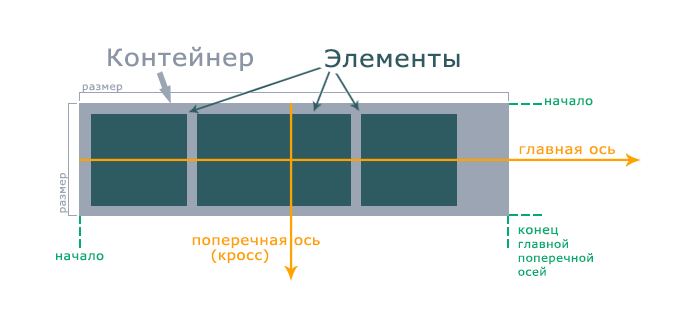 Контейнер
Элементы
размер
начало
главная ось
размер
поперечная ось
(кросс)
начало
конец
главной
поперечной
осей